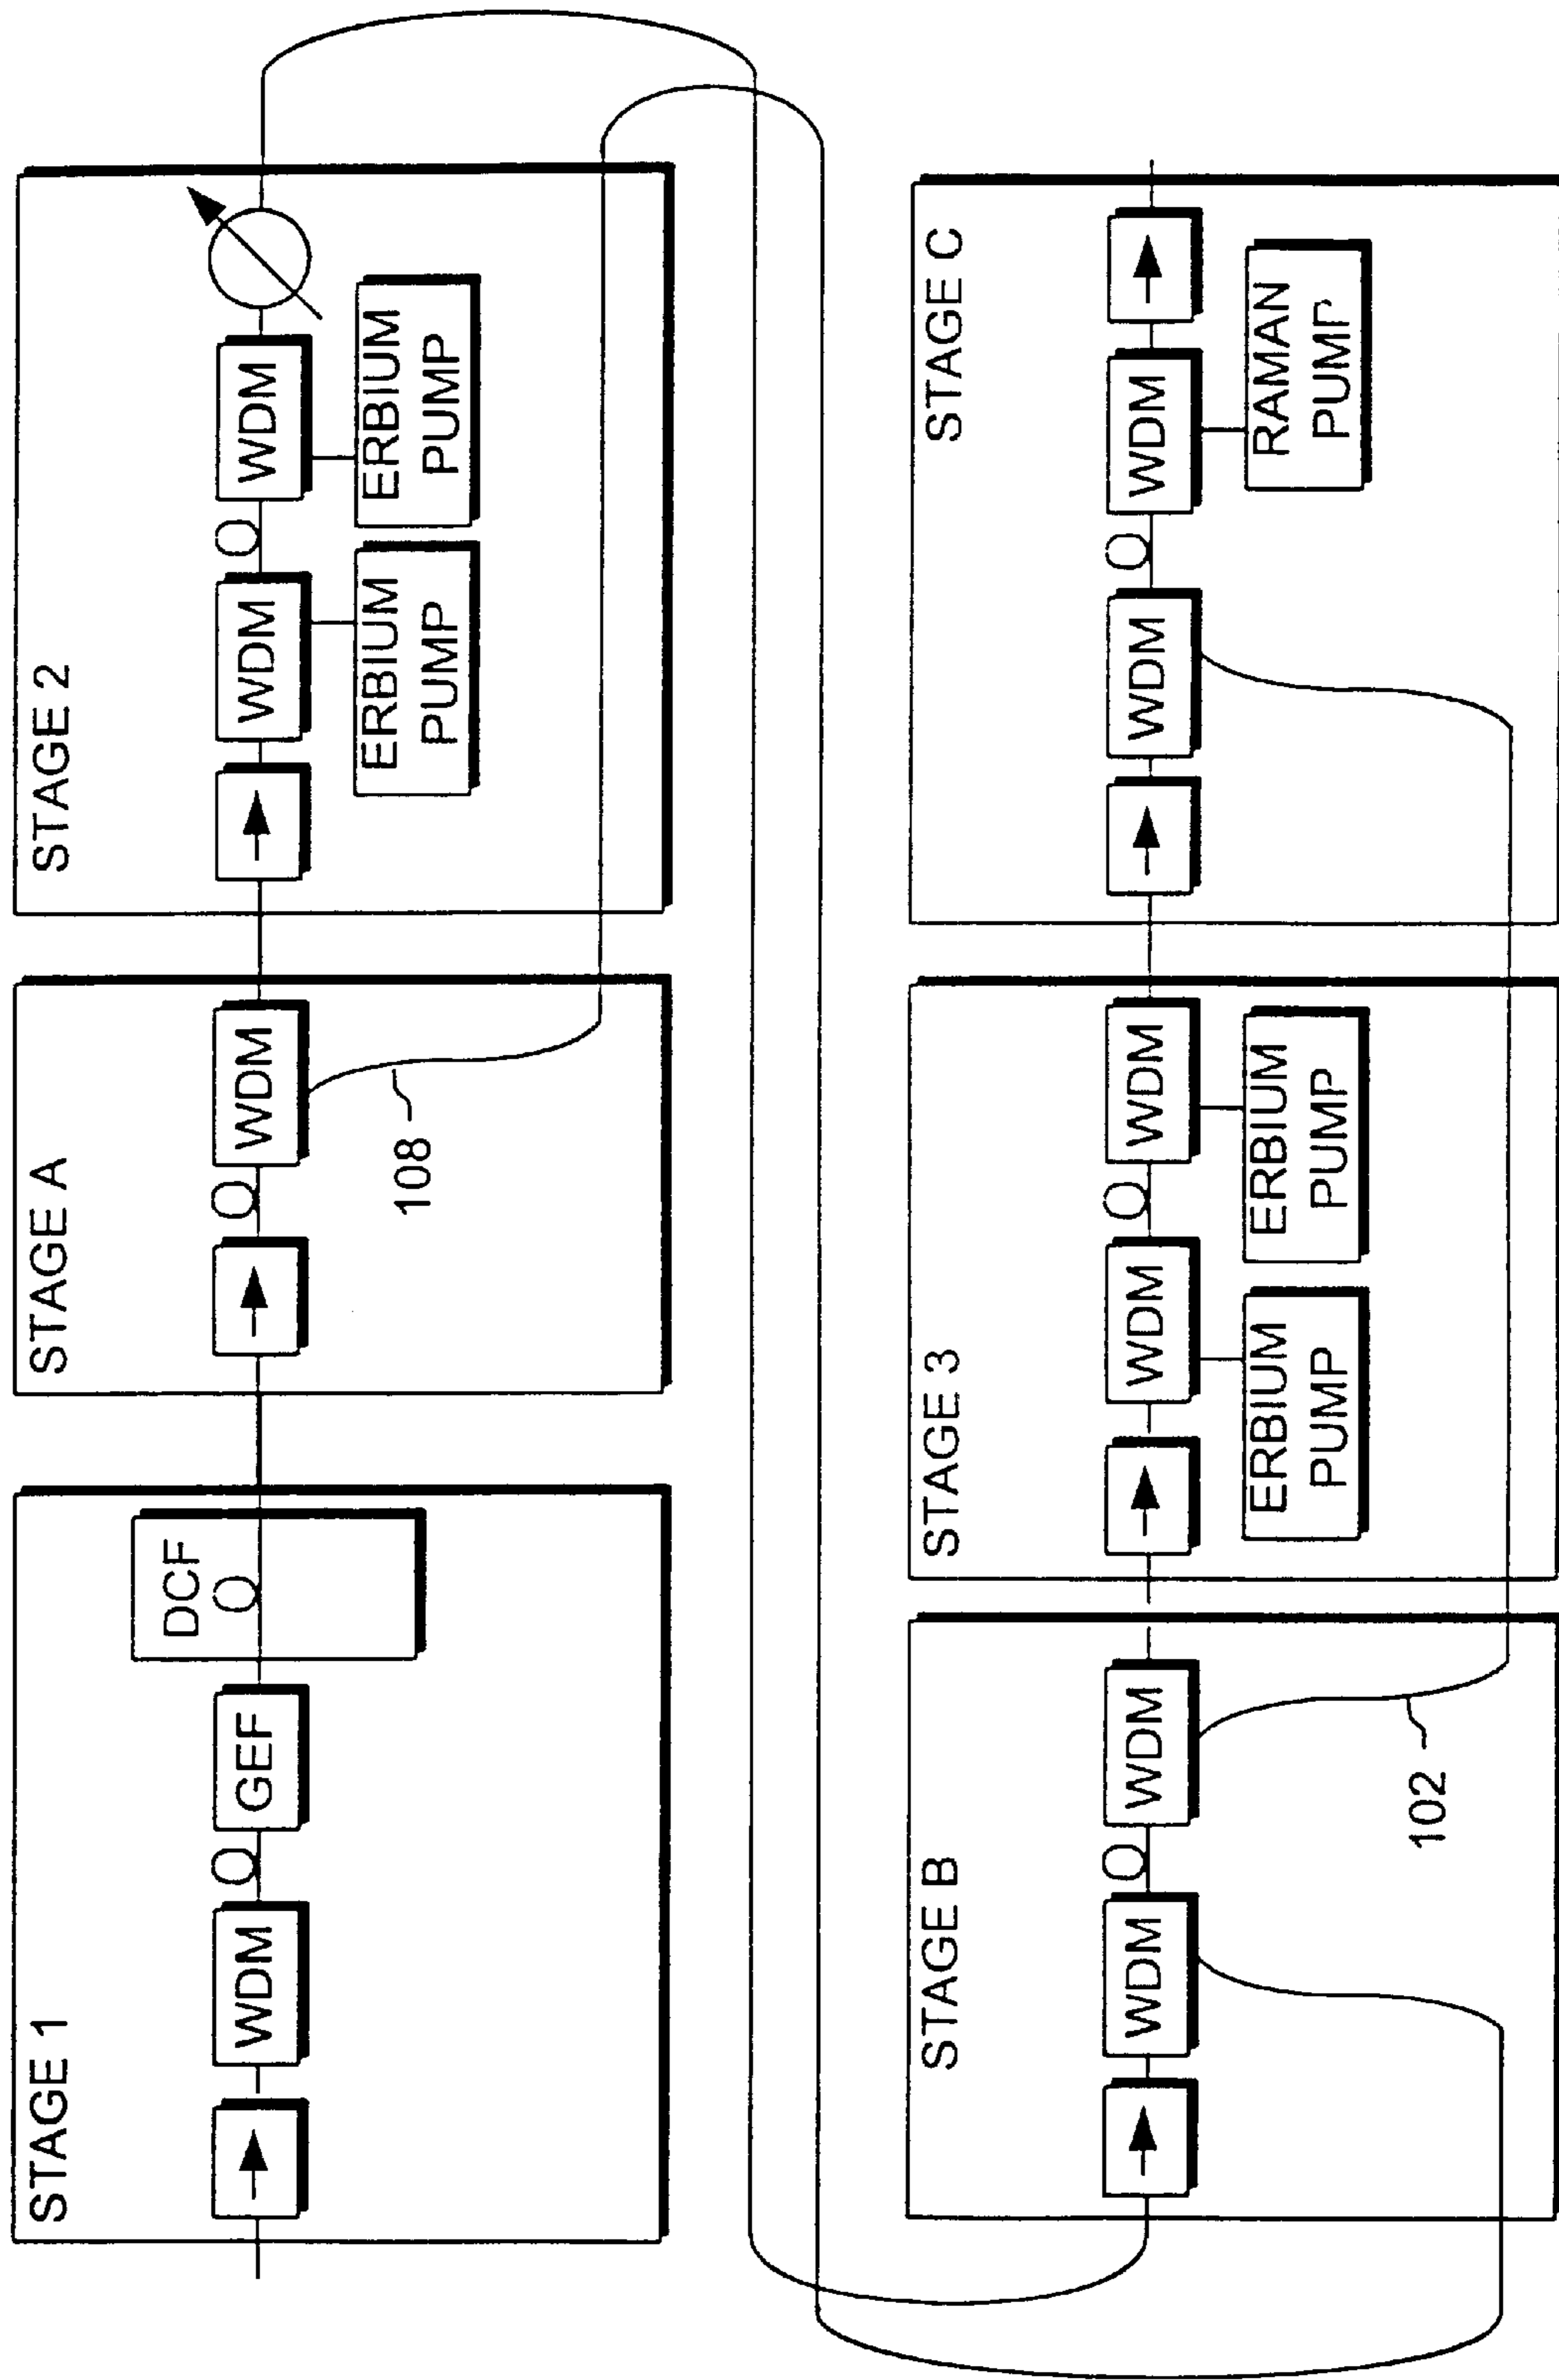 STAGE 1
WDM
GEF
DCF
STAGE A
WDM
108
STAGE 2
WDM
WDM
ERBIUM
PUMP
ERBIUM
PUMP
STAGE B
WDM
WDM
102
STAGE 3
WDM
WDM
ERBIUM
PUMP
ERBIUM
PUMP
STAGE C
WDM
WDM
RAMAN
PUMP